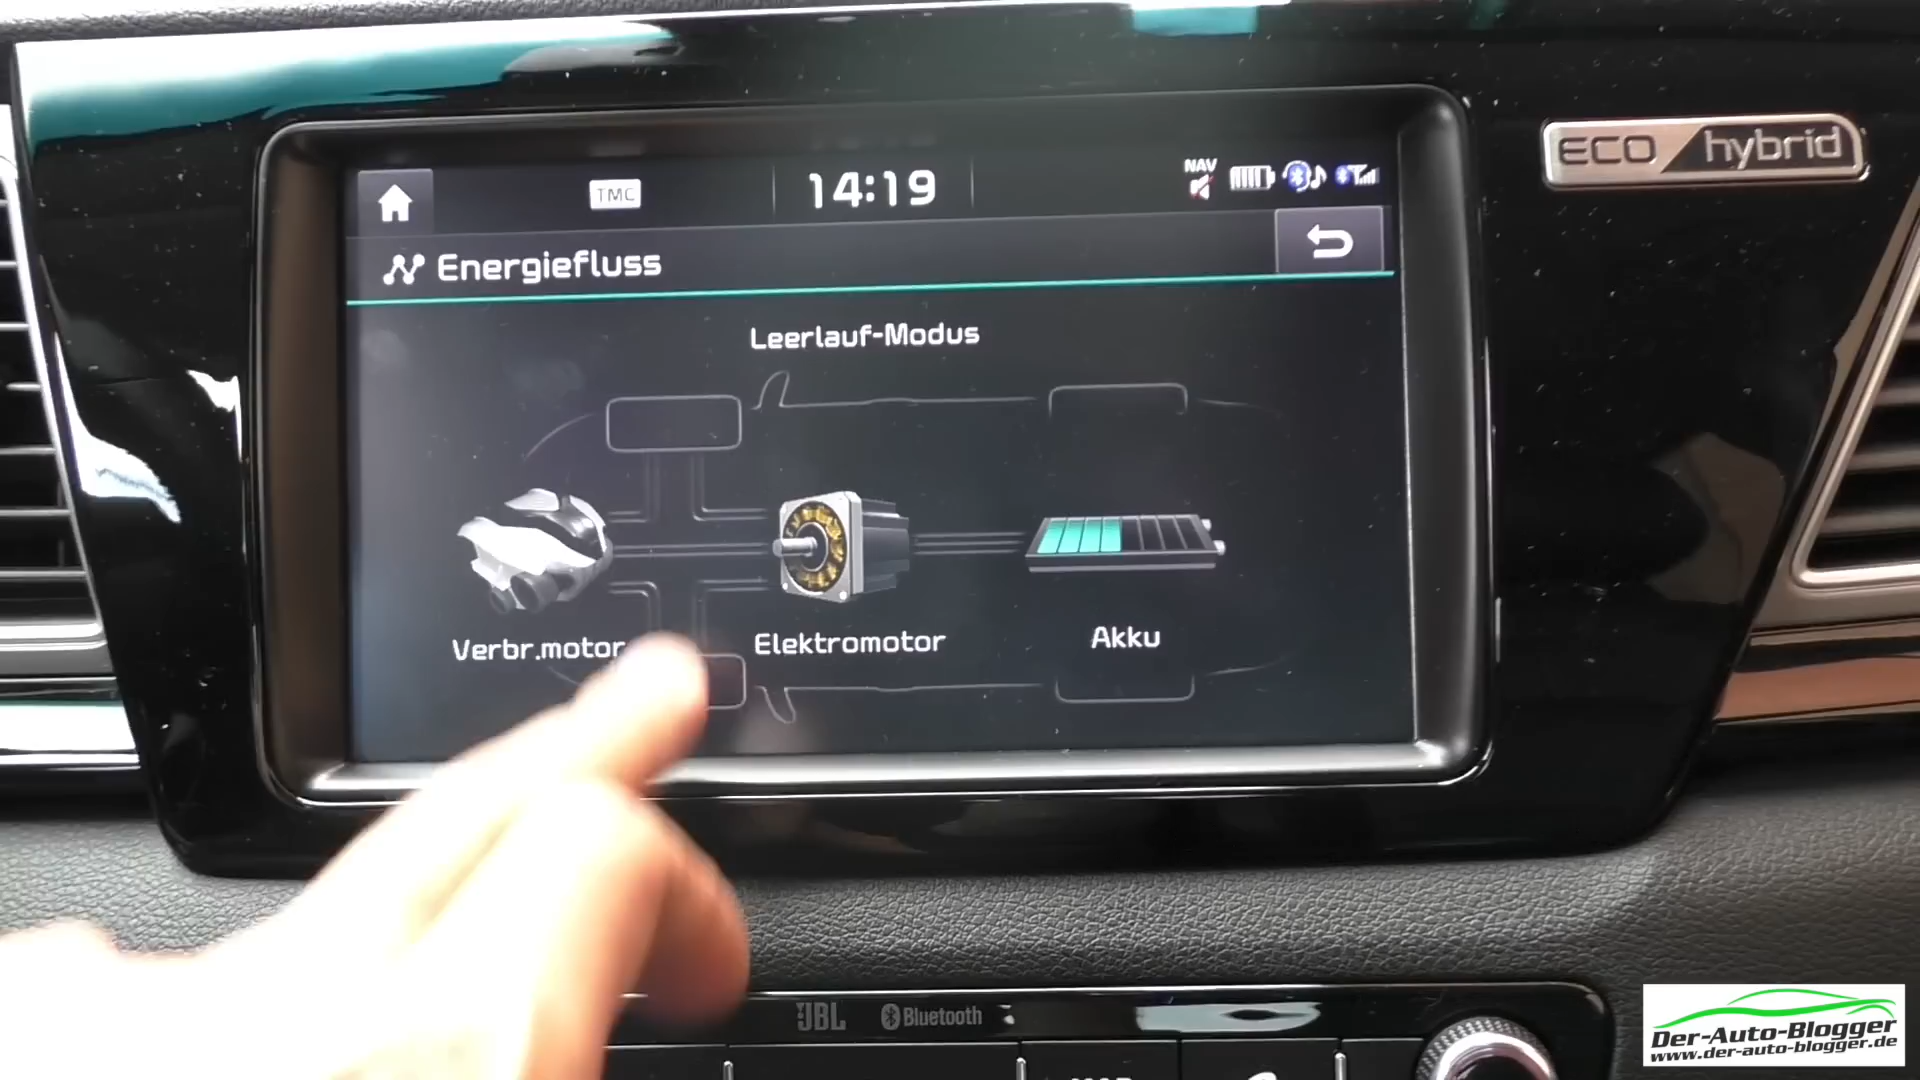 ECO hybrid
TMC
14:19
NAV
Energiefluss
Leerlauf-Modus
Verbr.motor
Elektromotor
Akku
JBL
Bluetooth
Der-Auto-Blogger
www.der-auto-blogger.de